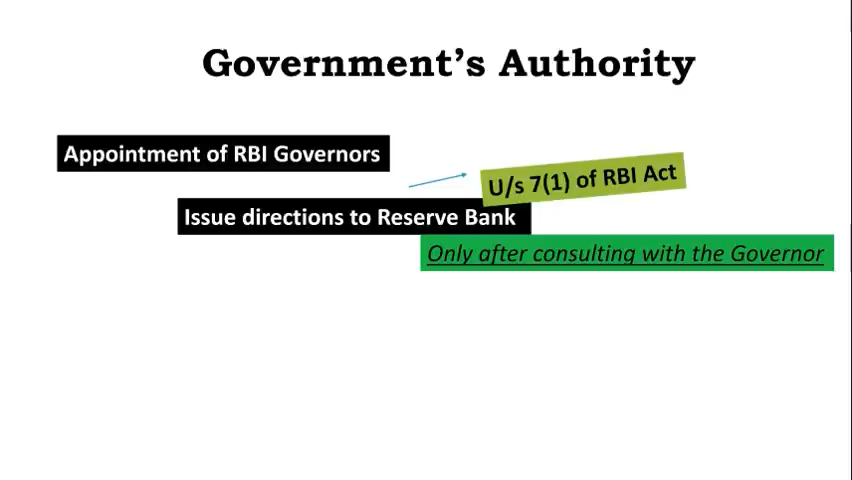 Government's Authority
Appointment of RBI Governors
U/s 7(1) of RBI Act
Issue directions to Reserve Bank
Only after consulting with the Governor